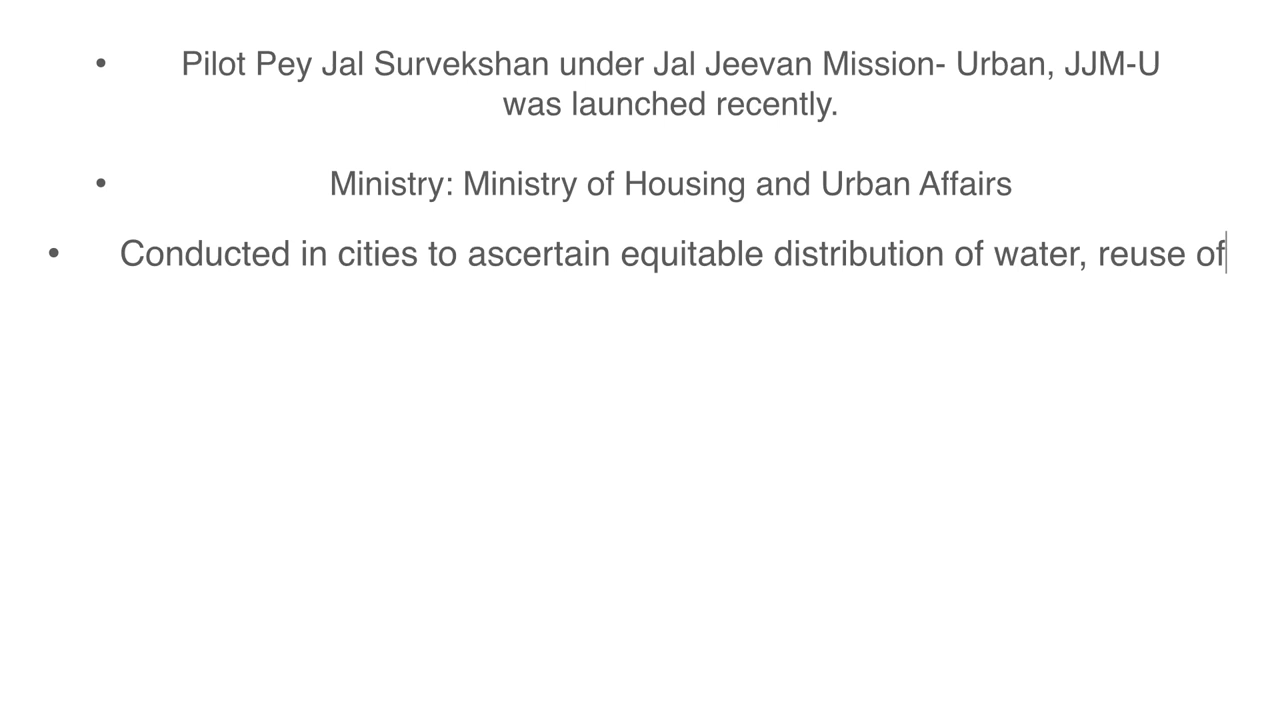 • Pilot Pey Jal Survekshan under Jal Jeevan Mission- Urban, JJM-U
was launched recently.
• Ministry: Ministry of Housing and Urban Affairs
• Conducted in cities to ascertain equitable distribution of water, reuse of